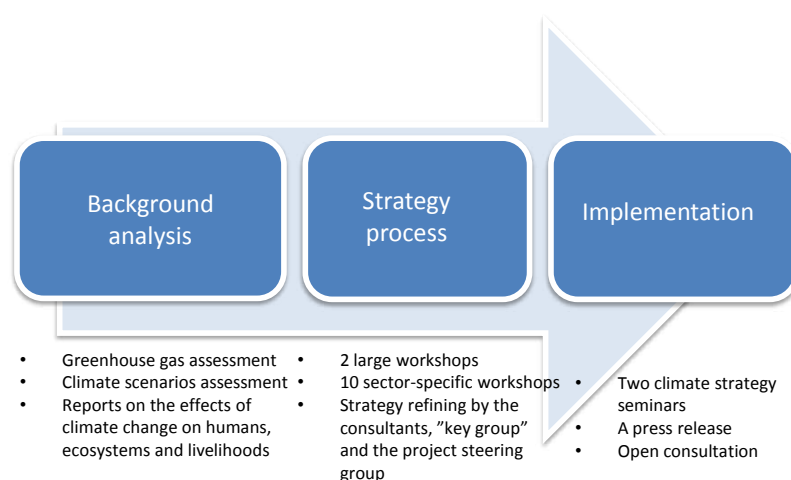 Background
analysis
Strategy
process
Implementation
• Greenhouse gas assessment
• Climate scenarios assessment
• Reports on the effects of
climate change on humans,
ecosystems and livelihoods
• 2 large workshops
• 10 sector-specific workshops
• Strategy refining by the
consultants, ”key group”
and the project steering
group
• Two climate strategy
seminars
• A press release
• Open consultation